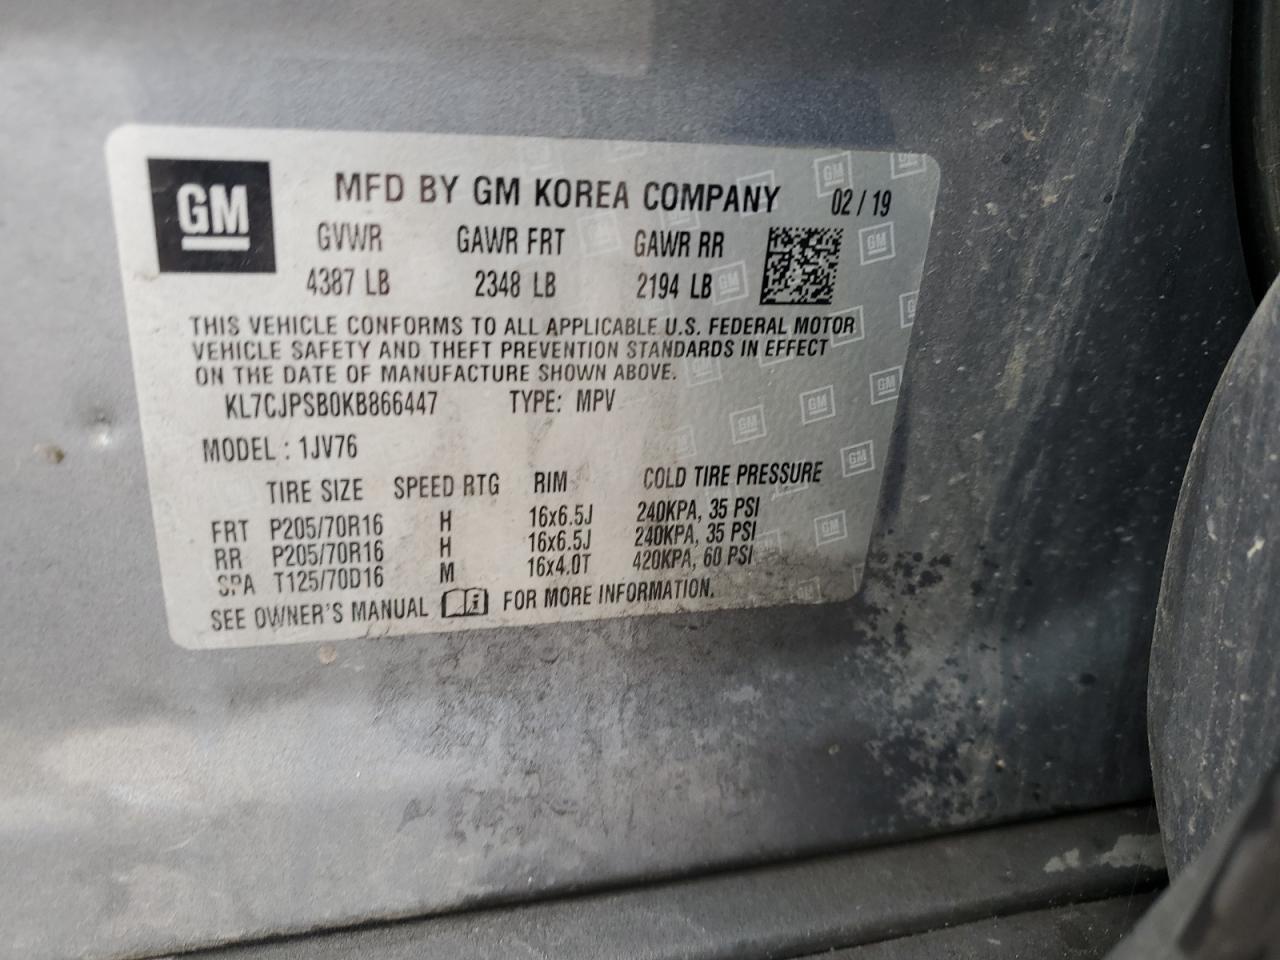 GM
MFD BY GM KOREA COMPANY 02/19
GVWR GAWR FRT GAWR RR
4387 LB 2348 LB 2194 LB
THIS VEHICLE CONFORMS TO ALL APPLICABLE U.S. FEDERAL MOTOR
VEHICLE SAFETY AND THEFT PREVENTION STANDARDS IN EFFECT
ON THE DATE OF MANUFACTURE SHOWN ABOVE.
KL7CJPSB0KB866447 TYPE: MPV
MODEL : 1JV76
TIRE SIZE SPEED RTG RIM COLD TIRE PRESSURE
FRT P205/70R16 H 16x6.5J 240KPA, 35 PSI
RR P205/70R16 H 16x6.5J 240KPA, 35 PSI
SPA T125/70D16 M 16x4.0T 420KPA, 60 PSI
SEE OWNER'S MANUAL FOR MORE INFORMATION.